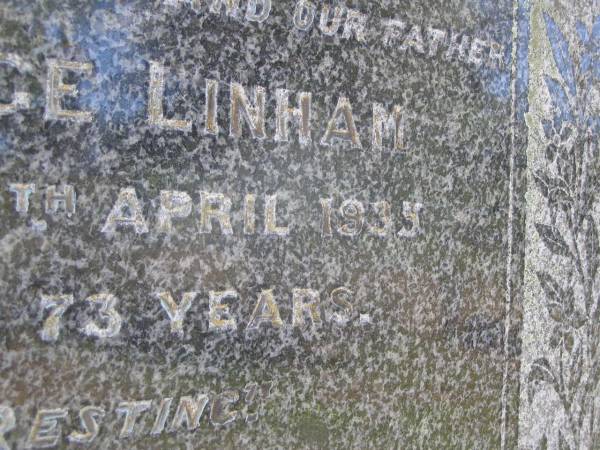 AND OUR FATHER
GE LINHAM
TH APRIL 1935
73 YEARS.
RESTING."